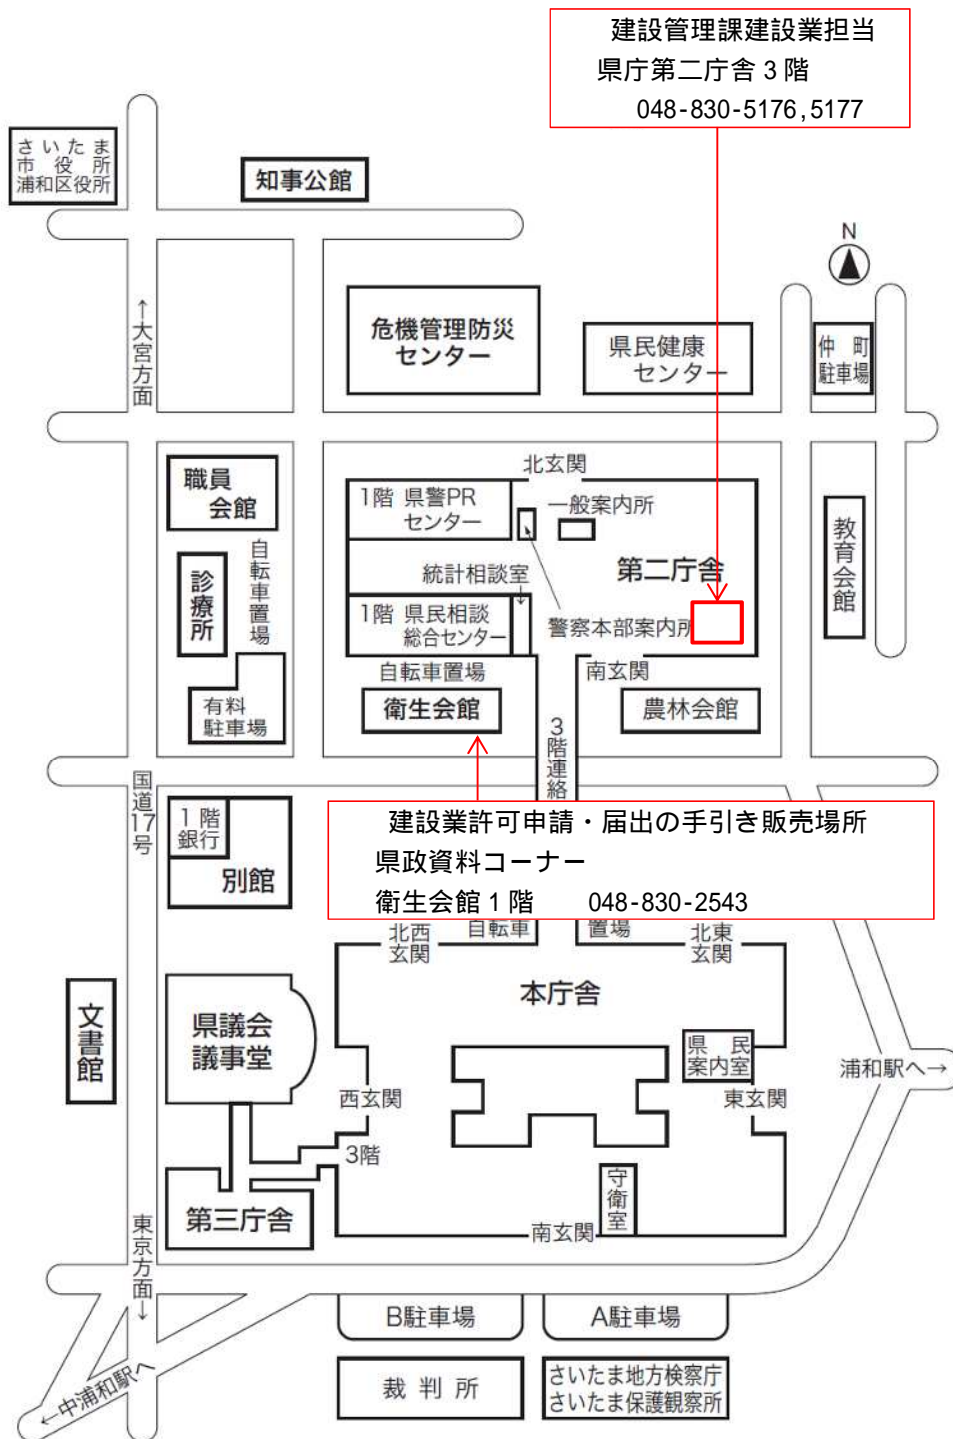 建設管理課建設業担当
県庁第二庁舎３階
048-830-5176,5177
さいたま
市役所
浦和区役所
知事公館
N
↑大宮方面
危機管理防災
センター
県民健康
センター
仲町
駐車場
職員
会館
北玄関
1階 県警PR
センター
一般案内所
第二庁舎
教育会館
自転車置場
診療所
統計相談室
1階 県民相談
総合センター
警察本部案内所
自転車置場
南玄関
有料
駐車場
衛生会館
農林会館
3階連絡
国道17号
1階
銀行
別館
建設業許可申請・届出の手引き販売場所
県政資料コーナー
衛生会館１階 048-830-2543
北西
玄関
自転車
置場
北東
玄関
本庁舎
文書館
県議会
議事堂
県民
案内室
浦和駅へ→
西玄関
東玄関
3階
守衛室
第三庁舎
南玄関
東京方面↓
B駐車場
A駐車場
←中浦和駅へ
裁判所
さいたま地方検察庁
さいたま保護観察所